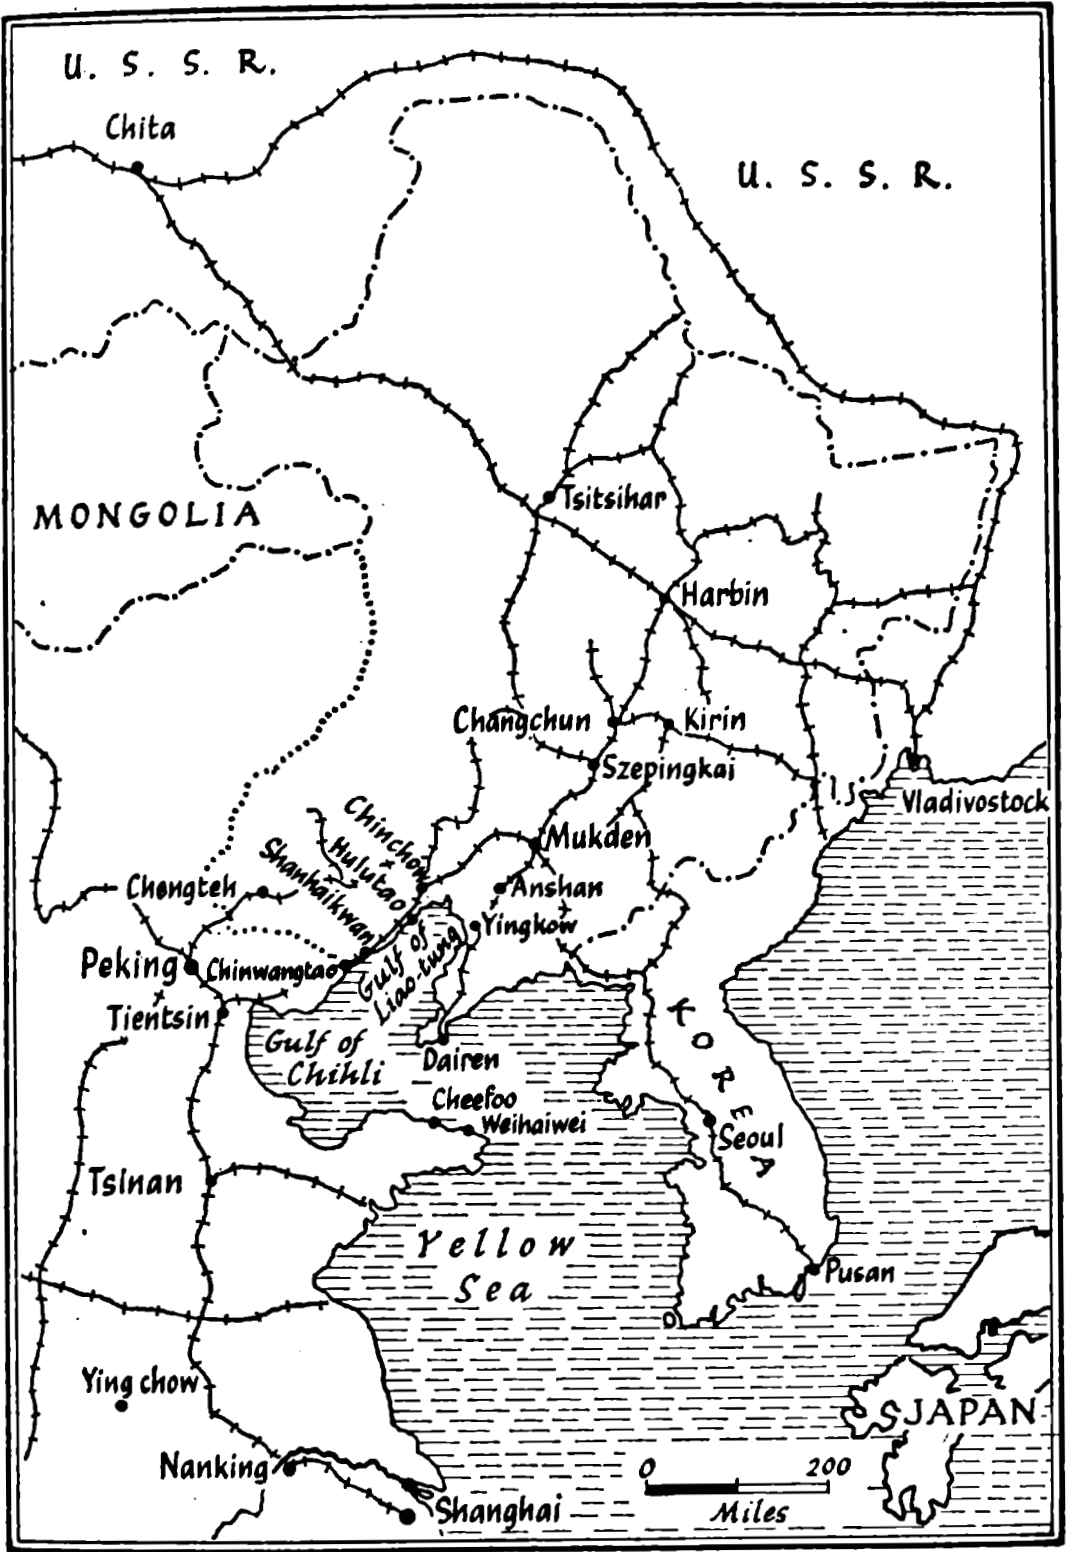 U. S. S. R.
Chita
U. S. S. R.
MONGOLIA
Tsitsihar
Harbin
Changchun
Kirin
Szepingkai
Vladivostock
Chinchow
Hulutao
Shanhaikwan
Mukden
Chengteh
Anshan
Yingkow
Peking
Chinwangtao
Gulf of
Liao-tung
Tientsin
Gulf of
Chihli
Dairen
KOREA
Cheefoo
Weihaiwei
Seoul
Tsinan
Yellow
Sea
Pusan
Ying chow
JAPAN
Nanking
0 200
Miles
Shanghai